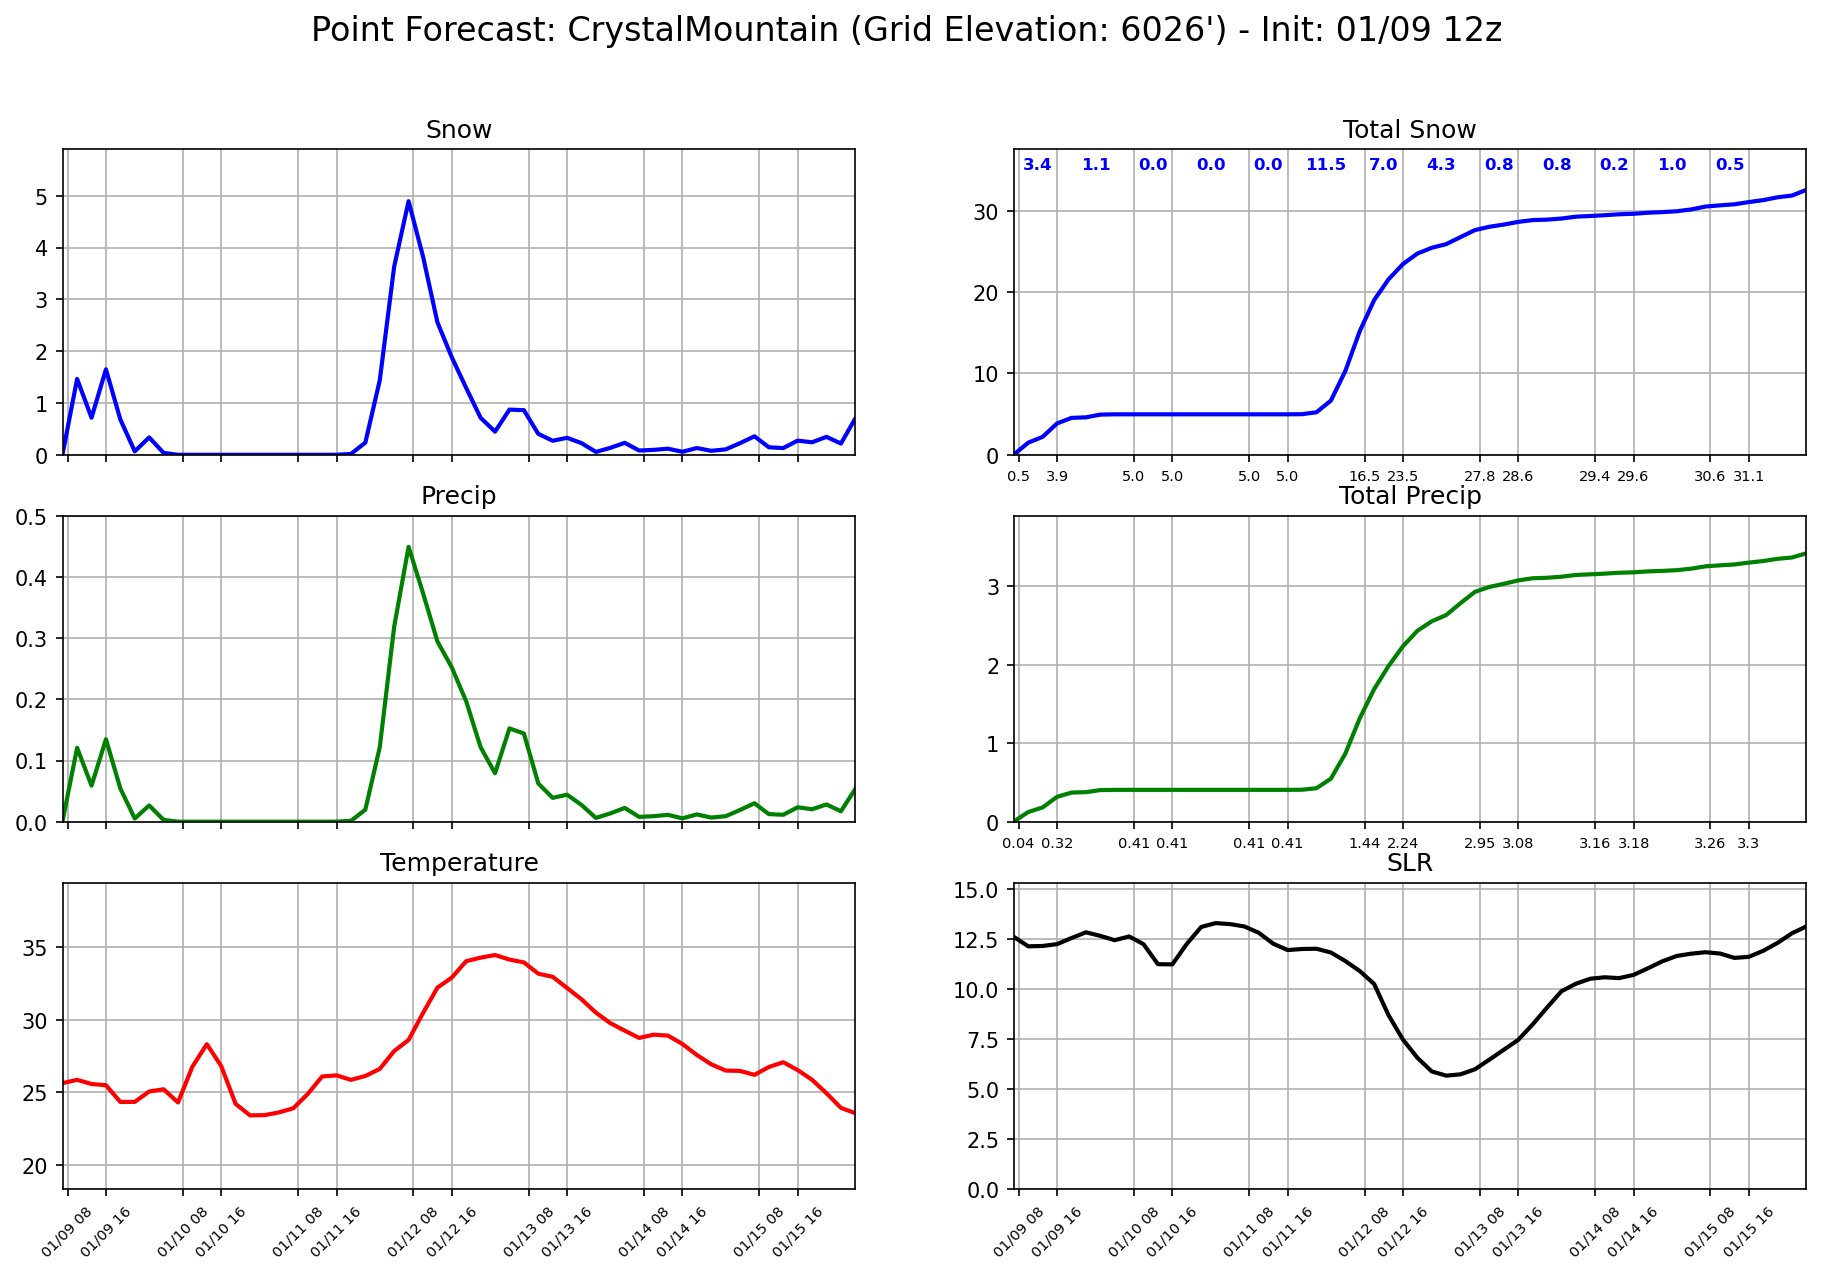 Point Forecast: CrystalMountain (Grid Elevation: 6026') - Init: 01/09 12z
Snow
5
4
3
2
1
0
Total Snow
3.4 1.1 0.0 0.0 0.0 11.5 7.0 4.3 0.8 0.8 0.2 1.0 0.5
30
20
10
0
0.5 3.9 5.0 5.0 5.0 5.0 16.5 23.5 27.8 28.6 29.4 29.6 30.6 31.1
Precip
0.5
0.4
0.3
0.2
0.1
0.0
Total Precip
3
2
1
0
0.04 0.32 0.41 0.41 0.41 0.41 1.44 2.24 2.95 3.08 3.16 3.18 3.26 3.3
Temperature
35
30
25
20
01/09 08 01/09 16 01/10 08 01/10 16 01/11 08 01/11 16 01/12 08 01/12 16 01/13 08 01/13 16 01/14 08 01/14 16 01/15 08 01/15 16
SLR
15.0
12.5
10.0
7.5
5.0
2.5
0.0
01/09 08 01/09 16 01/10 08 01/10 16 01/11 08 01/11 16 01/12 08 01/12 16 01/13 08 01/13 16 01/14 08 01/14 16 01/15 08 01/15 16